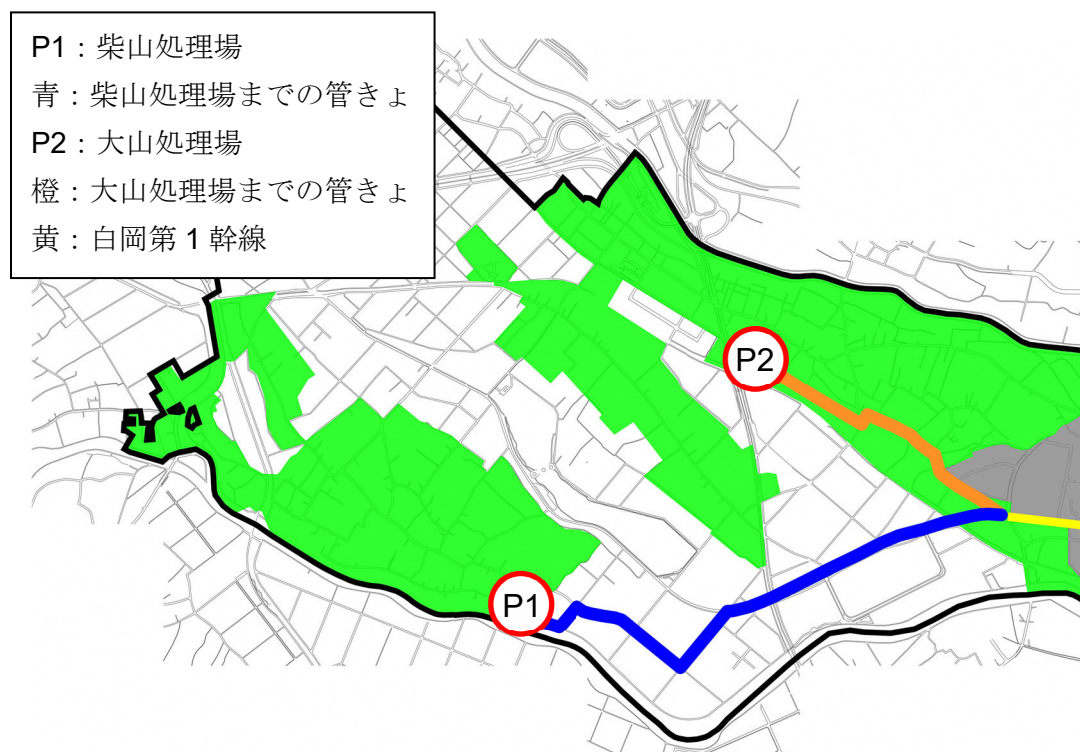 P1：柴山処理場
青：柴山処理場までの管きょ
P2：大山処理場
橙：大山処理場までの管きょ
黄：白岡第 1 幹線
P2
P1